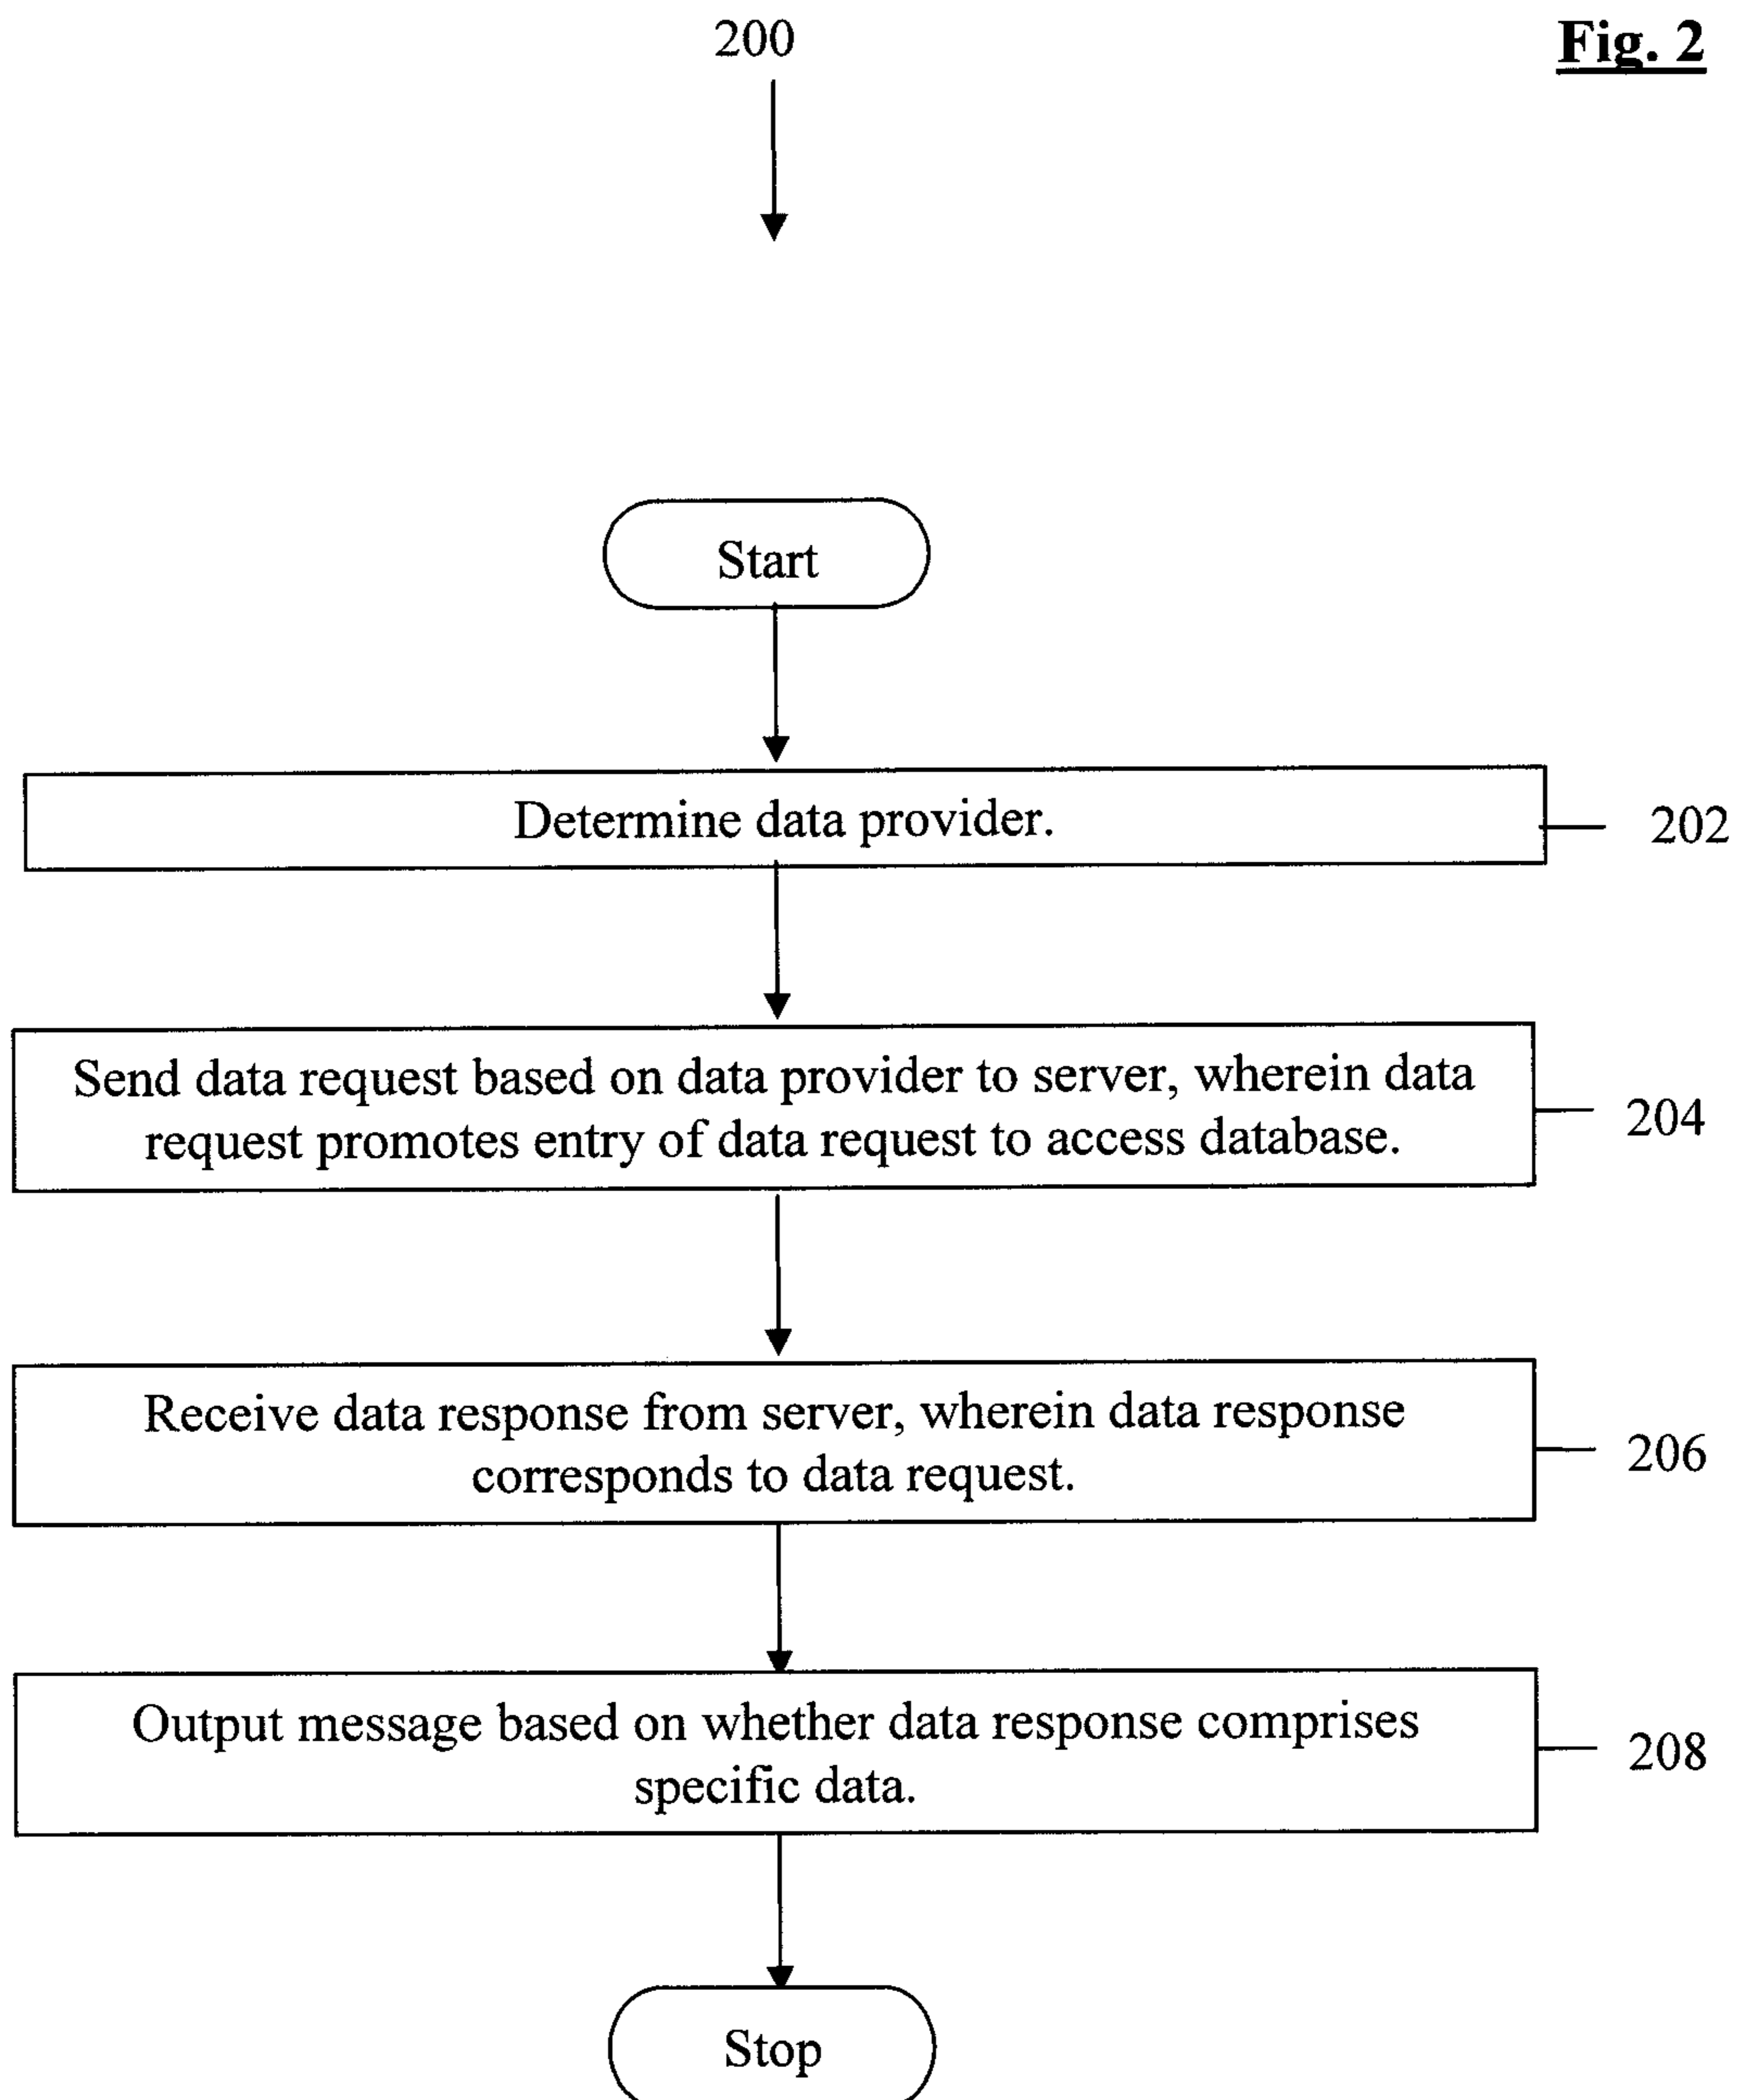 200
Fig. 2
Start
Determine data provider.
202
Send data request based on data provider to server, wherein data
request promotes entry of data request to access database.
204
Receive data response from server, wherein data response
corresponds to data request.
206
Output message based on whether data response comprises
specific data.
208
Stop